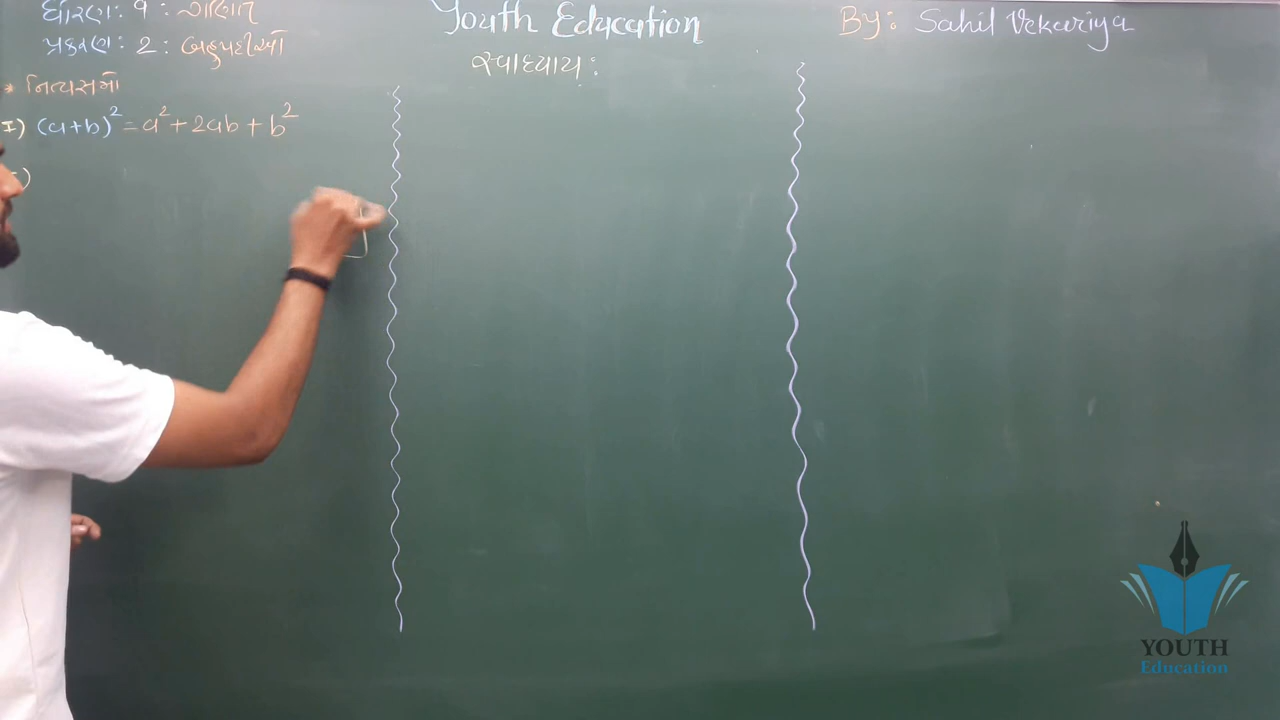 ધોરણ: 9 : ગણિત
પ્રકરણ : 2 : બહુપદીઓ
* નિત્યસમો
I) (a+b)² = a² + 2ab + b²
Youth Education
સ્વાધ્યાય :
By: Sahil Vekariya
YOUTH
Education